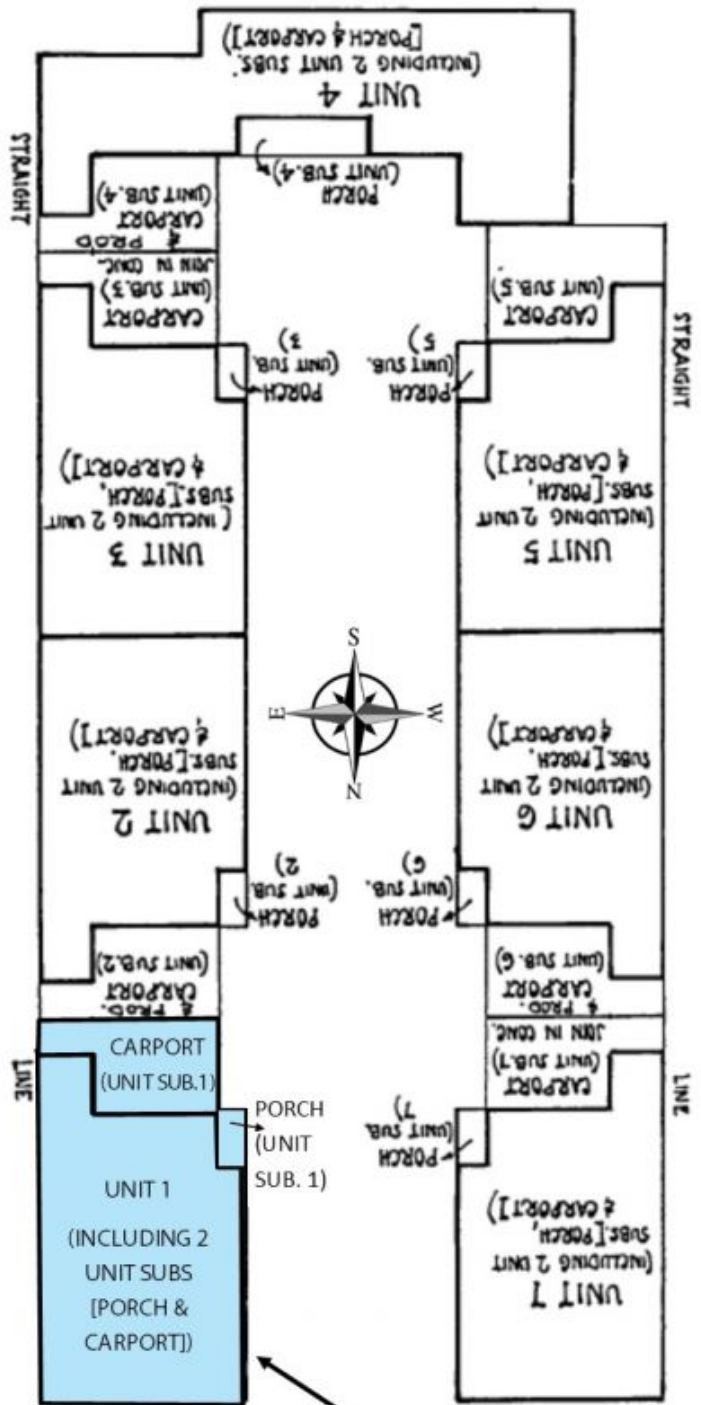 UNIT 4
(INCLUDING 2 UNIT SUBS.
[PORCH & CARPORT])
STRAIGHT
PORCH
(UNIT SUB.4)
CARPORT
(UNIT SUB.4)
& PROD
JOIN IN CONC.
CARPORT
(UNIT SUB.3)
CARPORT
(UNIT SUB.5)
STRAIGHT
PORCH
(UNIT SUB.
3)
PORCH
(UNIT SUB.
5)
UNIT 3
(INCLUDING 2 UNIT
SUBS.[PORCH,
& CARPORT])
UNIT 5
(INCLUDING 2 UNIT
SUBS.[PORCH,
& CARPORT])
S
E
W
N
UNIT 2
(INCLUDING 2 UNIT
SUBS.[PORCH,
& CARPORT])
UNIT 6
(INCLUDING 2 UNIT
SUBS.[PORCH,
& CARPORT])
PORCH
(UNIT SUB.
2)
PORCH
(UNIT SUB.
6)
& PROD.
CARPORT
(UNIT SUB.2)
& PROD.
CARPORT
(UNIT SUB.6)
JOIN IN CONC.
CARPORT
(UNIT SUB.7)
LINE
CARPORT
(UNIT SUB.1)
LINE
PORCH
(UNIT
SUB. 1)
PORCH
(UNIT SUB.
7)
UNIT 1
(INCLUDING 2
UNIT SUBS
[PORCH &
CARPORT])
UNIT 7
(INCLUDING 2 UNIT
SUBS.[PORCH,
& CARPORT])